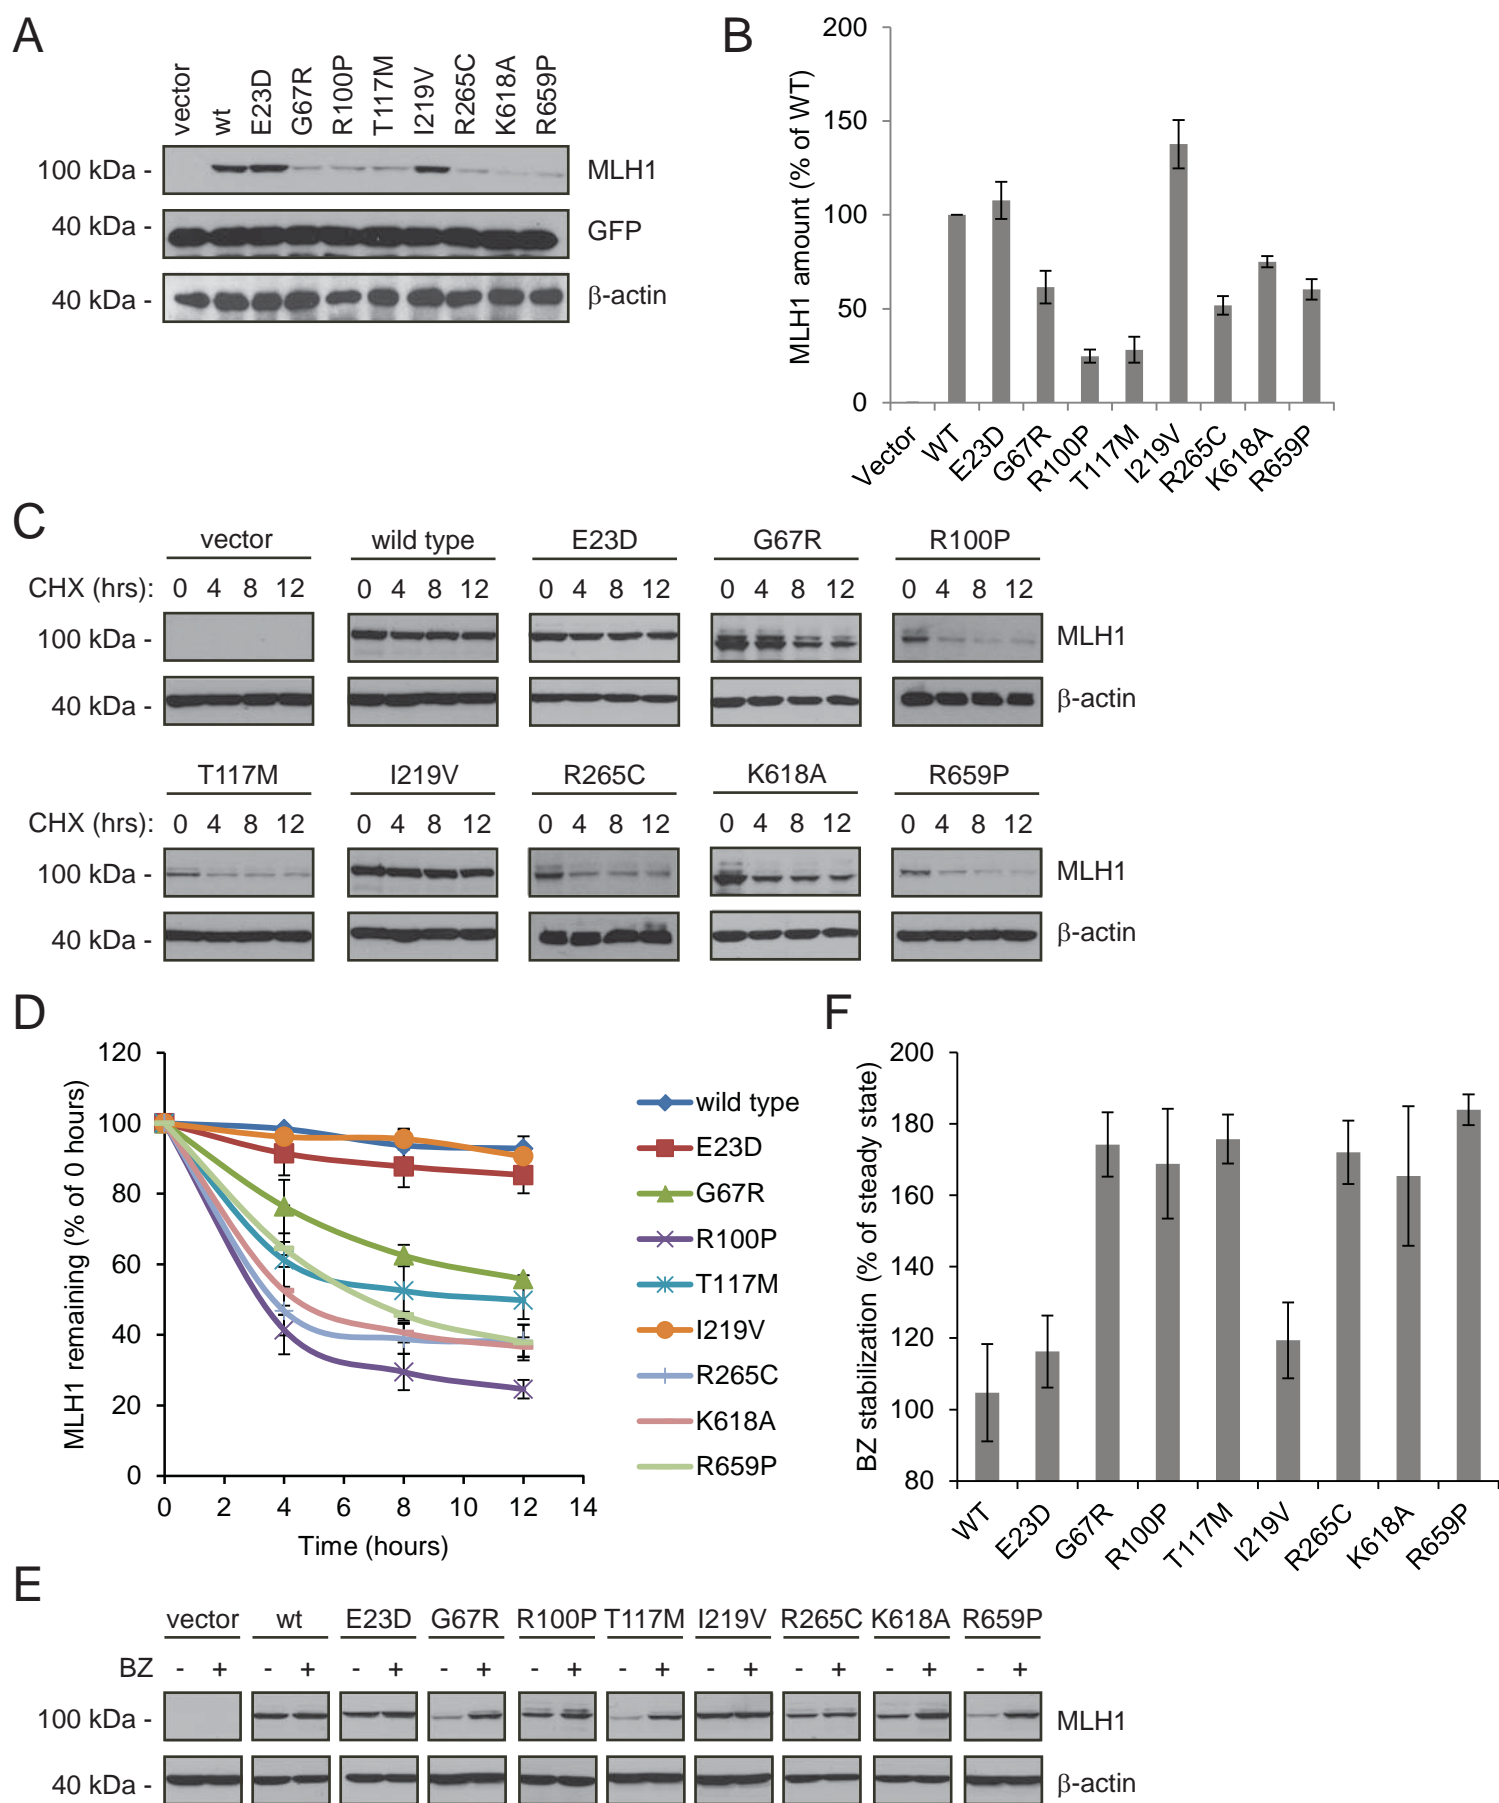 A
vector wt E23D G67R R100P T117M I219V R265C K618A R659P
100 kDa - MLH1
40 kDa - GFP
40 kDa - β-actin
B
MLH1 amount (% of WT)
200
150
100
50
0
Vector WT E23D G67R R100P T117M I219V R265C K618A R659P
C
vector wild type E23D G67R R100P
CHX (hrs): 0 4 8 12 0 4 8 12 0 4 8 12 0 4 8 12 0 4 8 12
100 kDa - MLH1
40 kDa - β-actin
T117M I219V R265C K618A R659P
CHX (hrs): 0 4 8 12 0 4 8 12 0 4 8 12 0 4 8 12 0 4 8 12
100 kDa - MLH1
40 kDa - β-actin
D
MLH1 remaining (% of 0 hours)
120
100
80
60
40
20
0
0 2 4 6 8 10 12 14
Time (hours)
wild type
E23D
G67R
R100P
T117M
I219V
R265C
K618A
R659P
F
BZ stabilization (% of steady state)
200
180
160
140
120
100
80
WT E23D G67R R100P T117M I219V R265C K618A R659P
E
vector wt E23D G67R R100P T117M I219V R265C K618A R659P
BZ - + - + - + - + - + - + - + - + - + - +
100 kDa - MLH1
40 kDa - β-actin